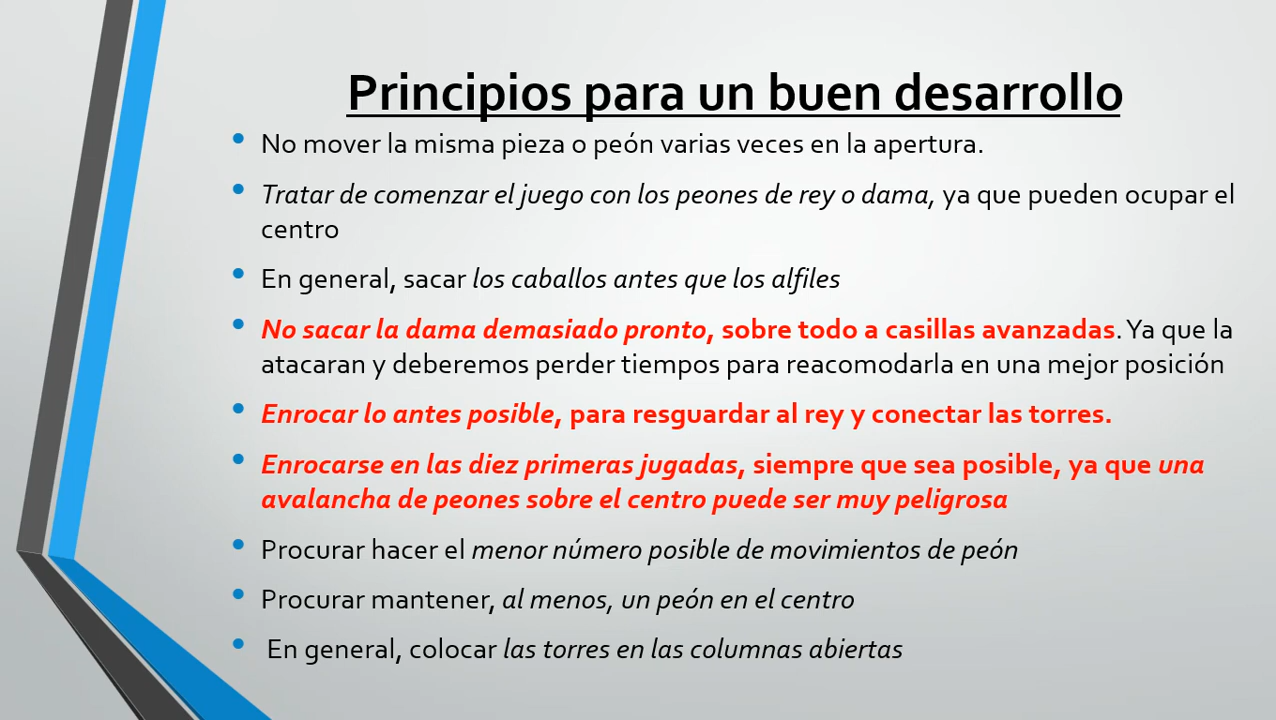 Principios para un buen desarrollo
• No mover la misma pieza o peón varias veces en la apertura.
• Tratar de comenzar el juego con los peones de rey o dama, ya que pueden ocupar el
centro
• En general, sacar los caballos antes que los alfiles
• No sacar la dama demasiado pronto, sobre todo a casillas avanzadas. Ya que la
atacaran y deberemos perder tiempos para reacomodarla en una mejor posición
• Enrocar lo antes posible, para resguardar al rey y conectar las torres.
• Enrocarse en las diez primeras jugadas, siempre que sea posible, ya que una
avalancha de peones sobre el centro puede ser muy peligrosa
• Procurar hacer el menor número posible de movimientos de peón
• Procurar mantener, al menos, un peón en el centro
• En general, colocar las torres en las columnas abiertas